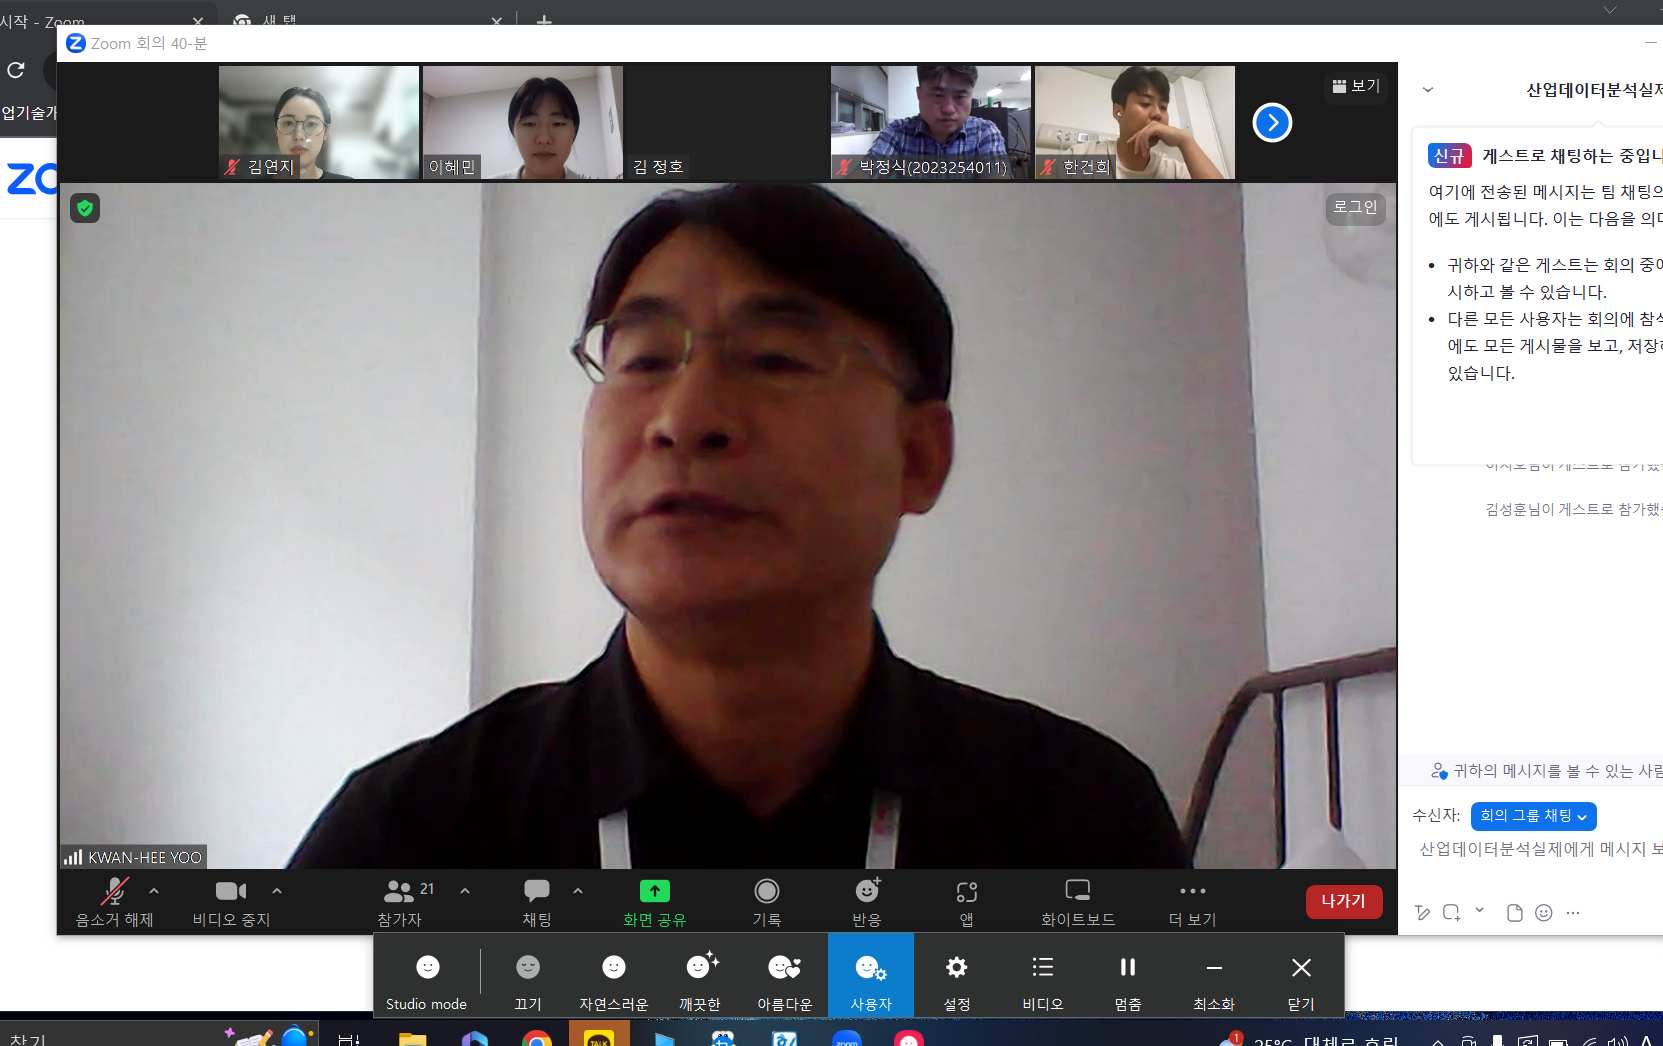 시작 - Zoom
새 탭
Zoom 회의 40-분
업기술가
김연지
이혜민
김 정호
박정식(2023254011)
한건희
보기
로그인
KWAN-HEE YOO
산업데이터분석실제
신규 게스트로 채팅하는 중입니
여기에 전송된 메시지는 팀 채팅의
에도 게시됩니다. 이는 다음을 의미
귀하와 같은 게스트는 회의 중에
시하고 볼 수 있습니다.
다른 모든 사용자는 회의에 참석
에도 모든 게시물을 보고, 저장하
있습니다.
김성훈님이 게스트로 참가했습
귀하의 메시지를 볼 수 있는 사람
수신자: 회의 그룹 채팅
산업데이터분석실제에게 메시지 보
음소거 해제
비디오 중지
21
참가자
채팅
화면 공유
기록
반응
앱
화이트보드
더 보기
나가기
Studio mode
끄기
자연스러운
깨끗한
아름다운
사용자
설정
비디오
멈춤
최소화
닫기
찾기
TALK
zoom
1
25°C 대체로 흐림
A